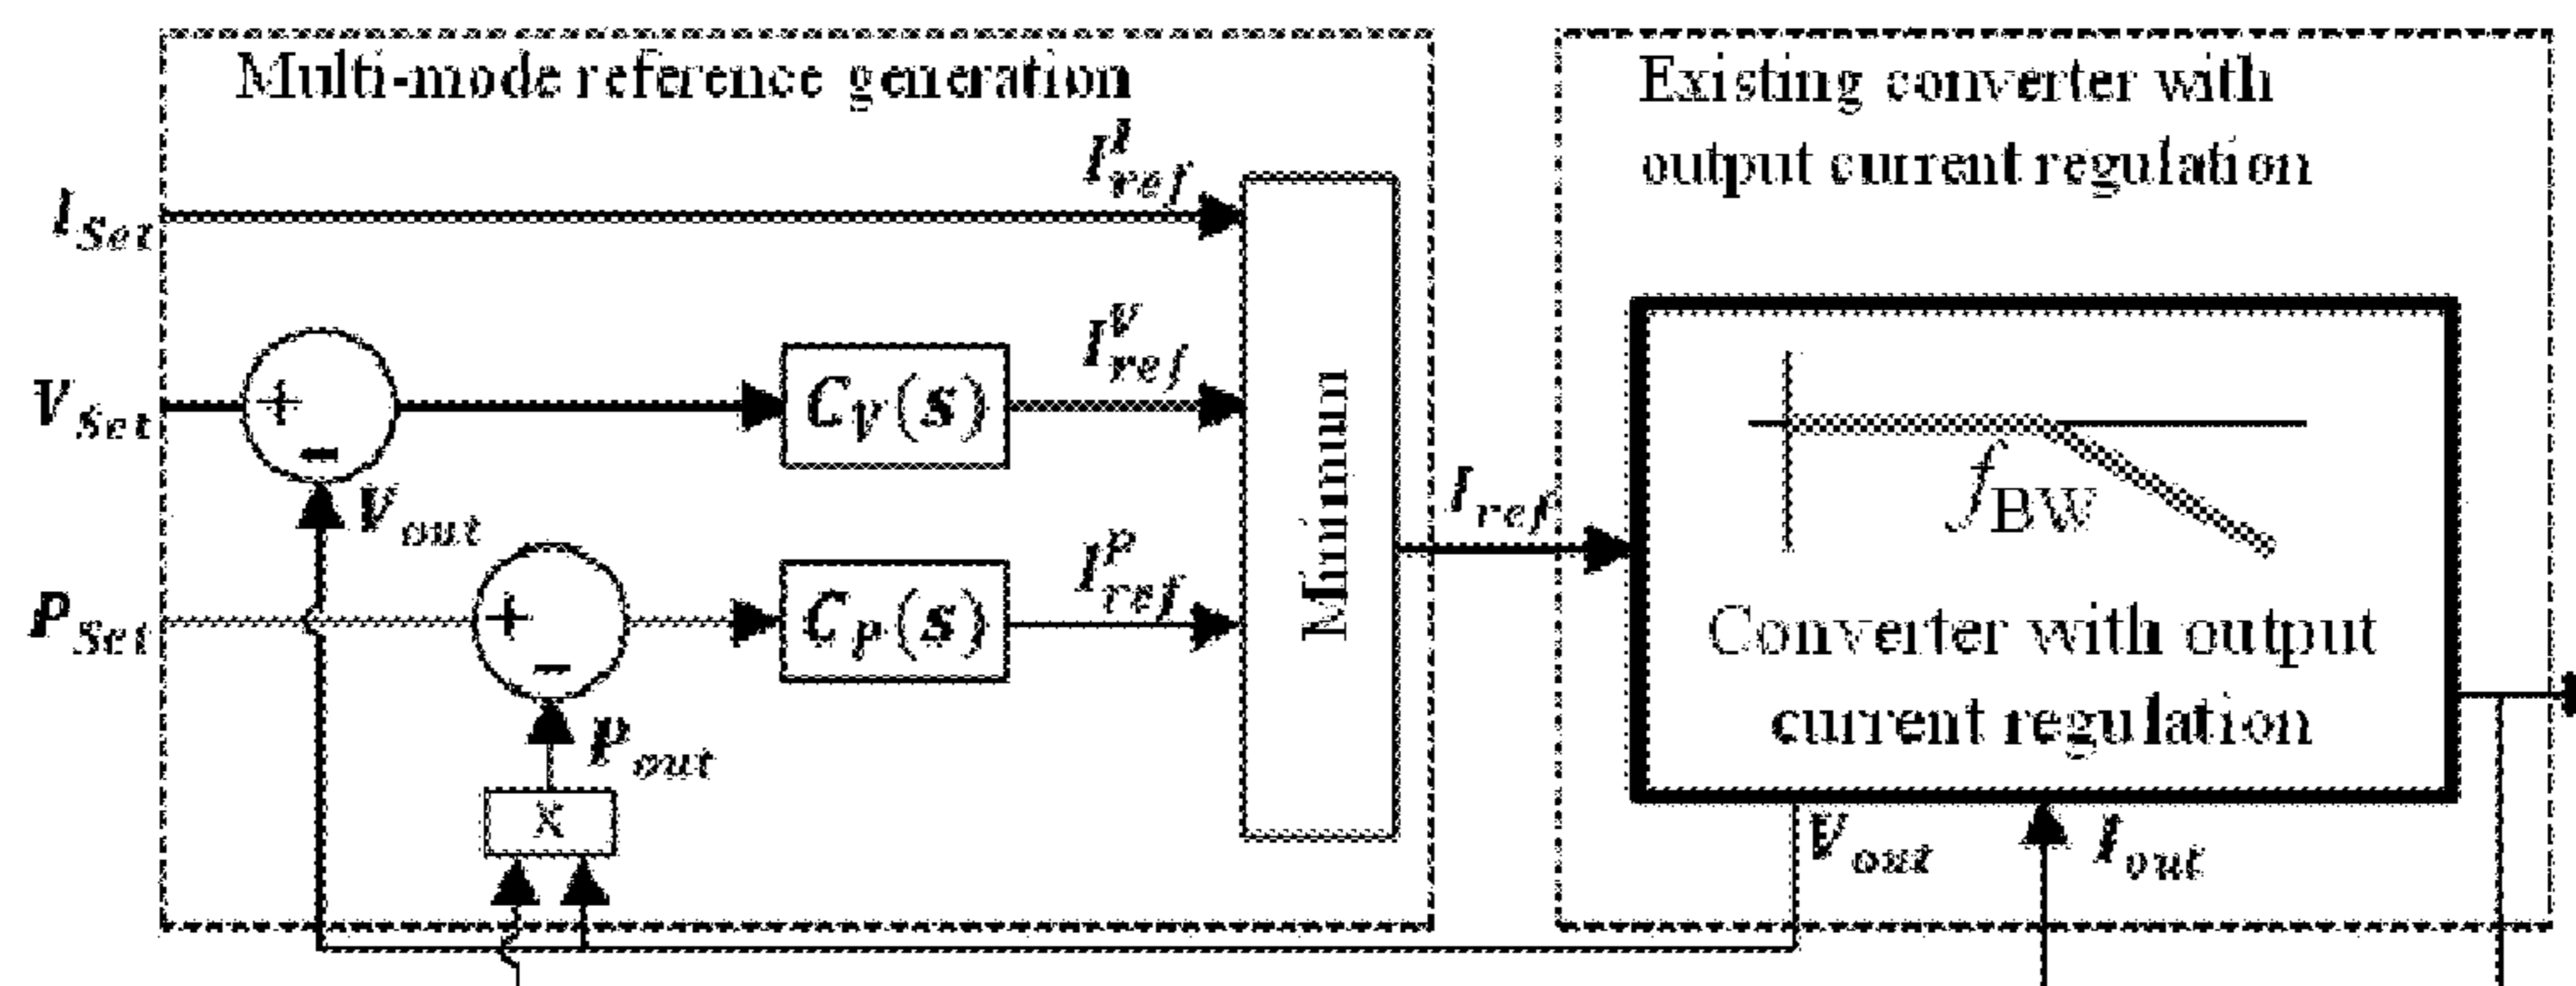 Multi-mode reference generation
Existing converter with
output current regulation
I_Set
I^I_ref
V_Set
+
−
C_V(s)
I^V_ref
V_out
P_Set
+
−
C_P(s)
I^P_ref
P_out
x
Minimum
I_ref
f_BW
Converter with output
current regulation
V_out
I_out